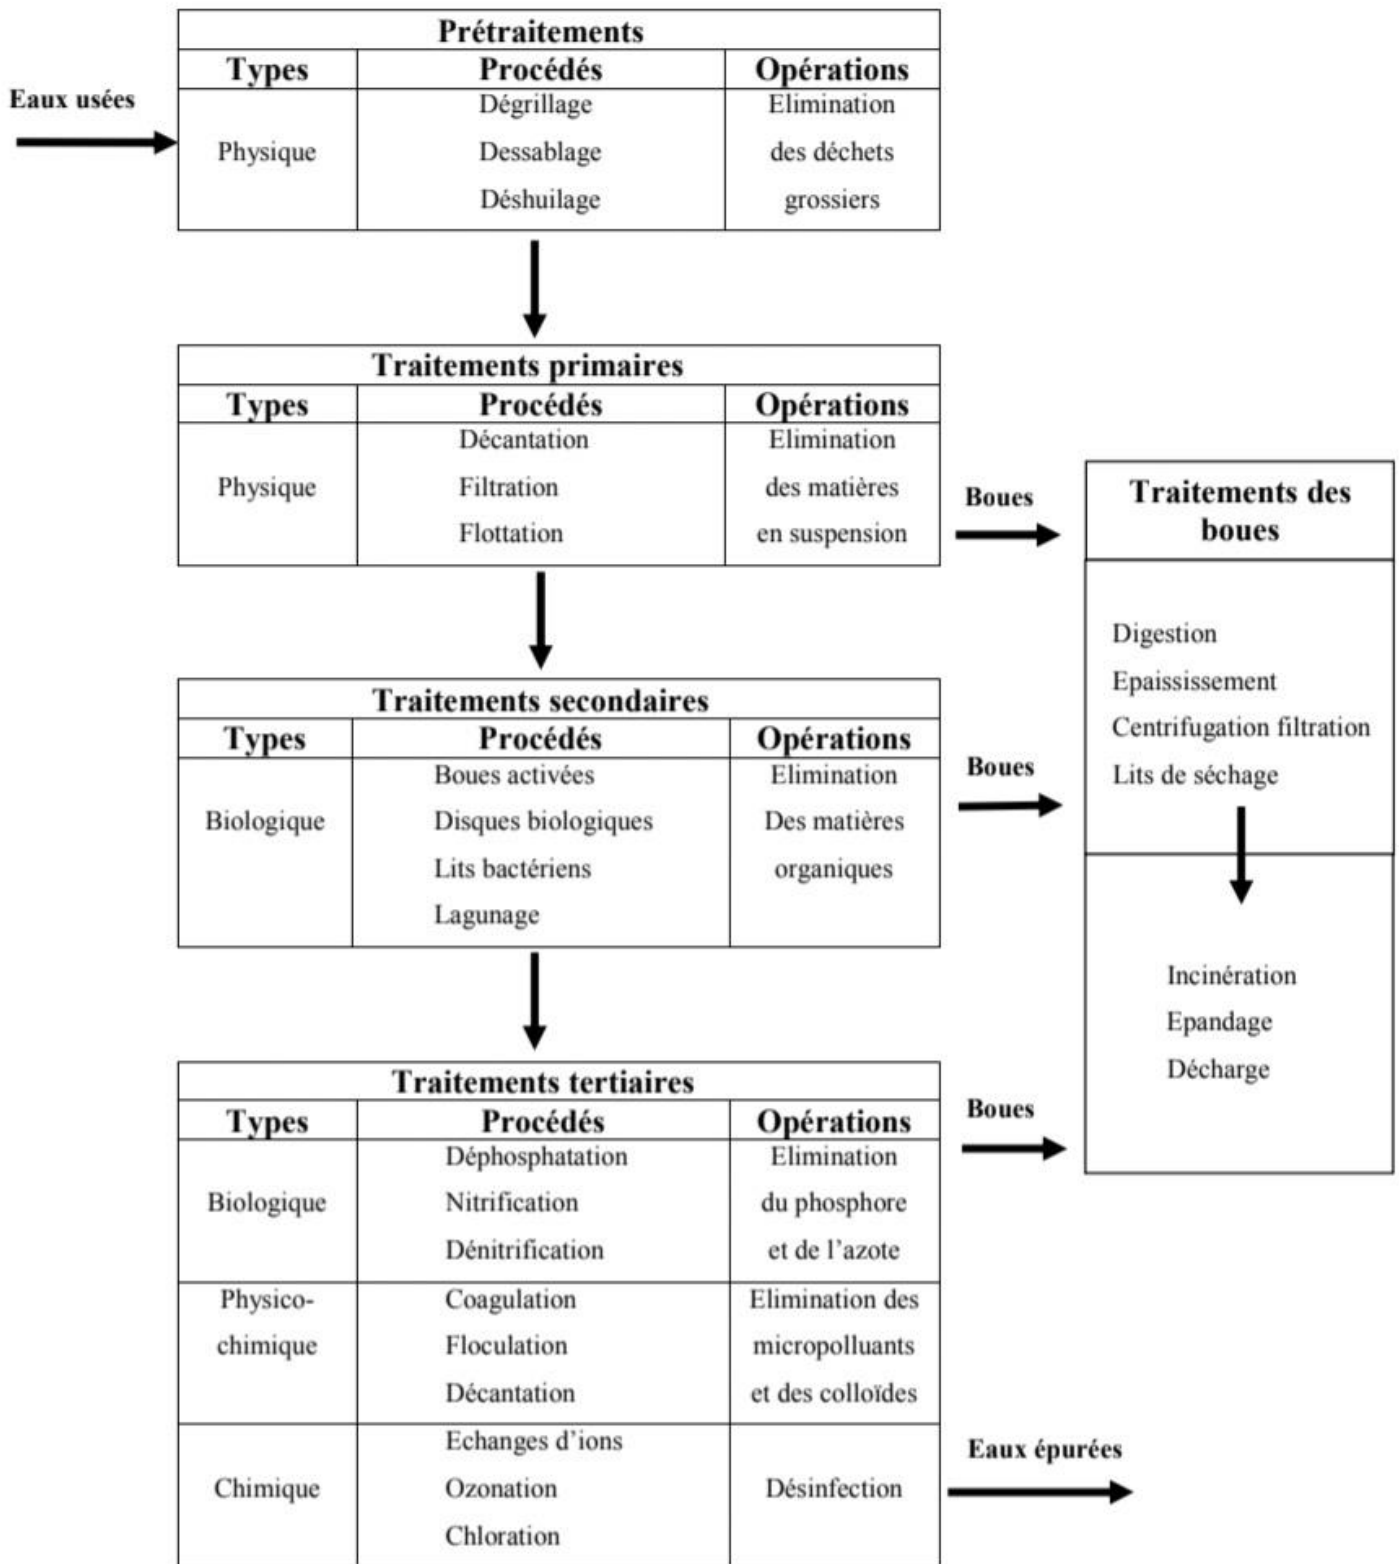 Prétraitements
Types Procédés Opérations
Eaux usées
Dégrillage Elimination
Physique Dessablage des déchets
Déshuilage grossiers
Traitements primaires
Types Procédés Opérations
Décantation Elimination
Physique Filtration des matières
Flottation en suspension
Boues
Traitements secondaires
Types Procédés Opérations
Boues activées Elimination
Biologique Disques biologiques Des matières
Lits bactériens organiques
Lagunage
Boues
Traitements tertiaires
Types Procédés Opérations
Déphosphatation Elimination
Biologique Nitrification du phosphore
Dénitrification et de l’azote
Boues
Physico- Coagulation Elimination des
chimique Floculation micropolluants
Décantation et des colloïdes
Echanges d’ions
Chimique Ozonation Désinfection
Chloration
Eaux épurées
Traitements des
boues
Digestion
Epaississement
Centrifugation filtration
Lits de séchage
Incinération
Epandage
Décharge